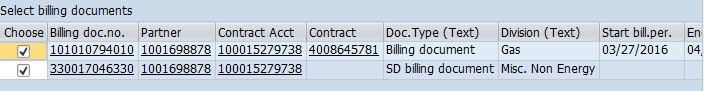 Select billing documents
Choose Billing doc.no. Partner Contract Acct Contract Doc.Type (Text) Division (Text) Start bill.per.
101010794010 1001698878 100015279738 4008645781 Billing document Gas 03/27/2016 04/
330017046330 1001698878 100015279738 SD billing document Misc. Non Energy